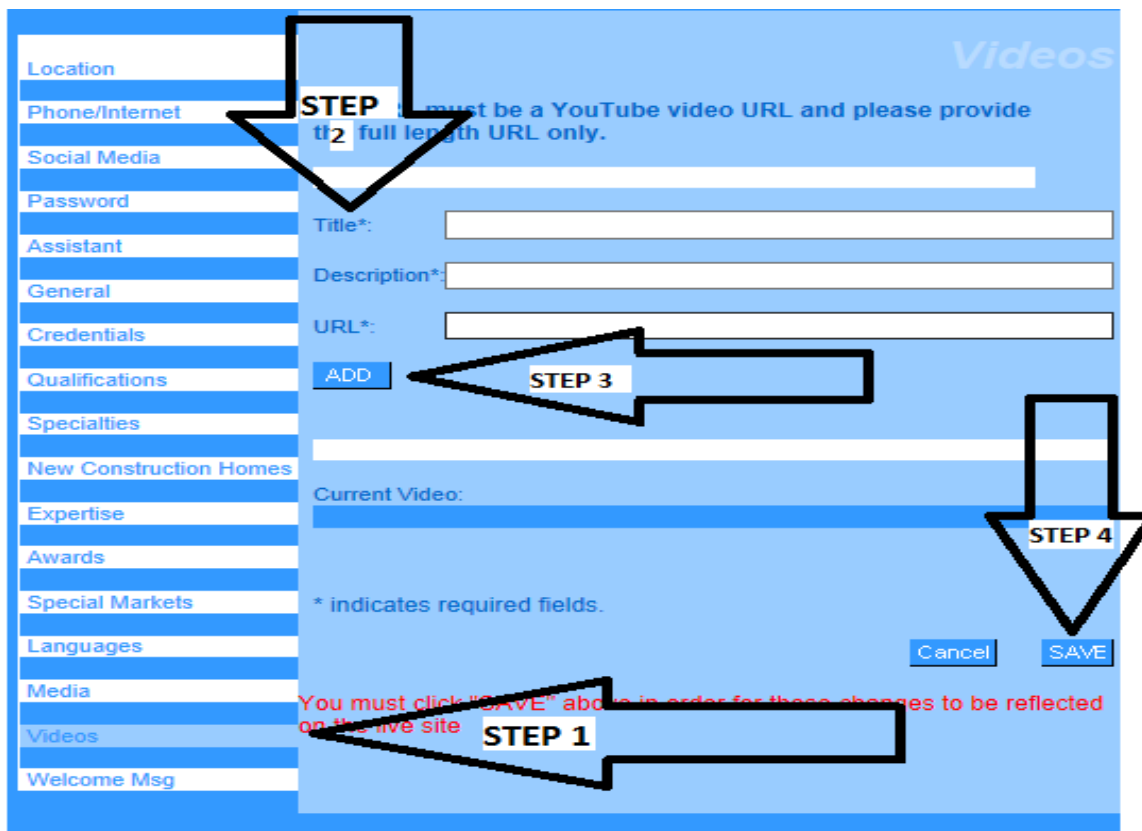 Location
Phone/Internet
Social Media
Password
Assistant
General
Credentials
Qualifications
Specialties
New Construction Homes
Expertise
Awards
Special Markets
Languages
Media
Videos
Welcome Msg
Videos
must be a YouTube video URL and please provide
full length URL only.
STEP
2
Title*:
Description*:
URL*:
ADD
STEP 3
Current Video:
STEP 4
* indicates required fields.
Cancel
SAVE
You must click "SAVE" above in order for these changes to be reflected
on the live site
STEP 1